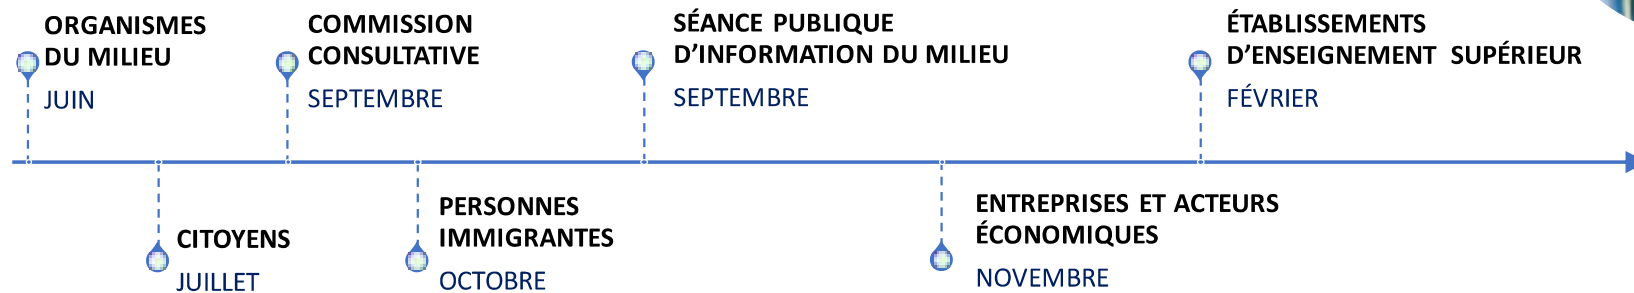 ORGANISMES
DU MILIEU
JUIN
CITOYENS
JUILLET
COMMISSION
CONSULTATIVE
SEPTEMBRE
PERSONNES
IMMIGRANTES
OCTOBRE
SÉANCE PUBLIQUE
D’INFORMATION DU MILIEU
SEPTEMBRE
ENTREPRISES ET ACTEURS
ÉCONOMIQUES
NOVEMBRE
ÉTABLISSEMENTS
D’ENSEIGNEMENT SUPÉRIEUR
FÉVRIER